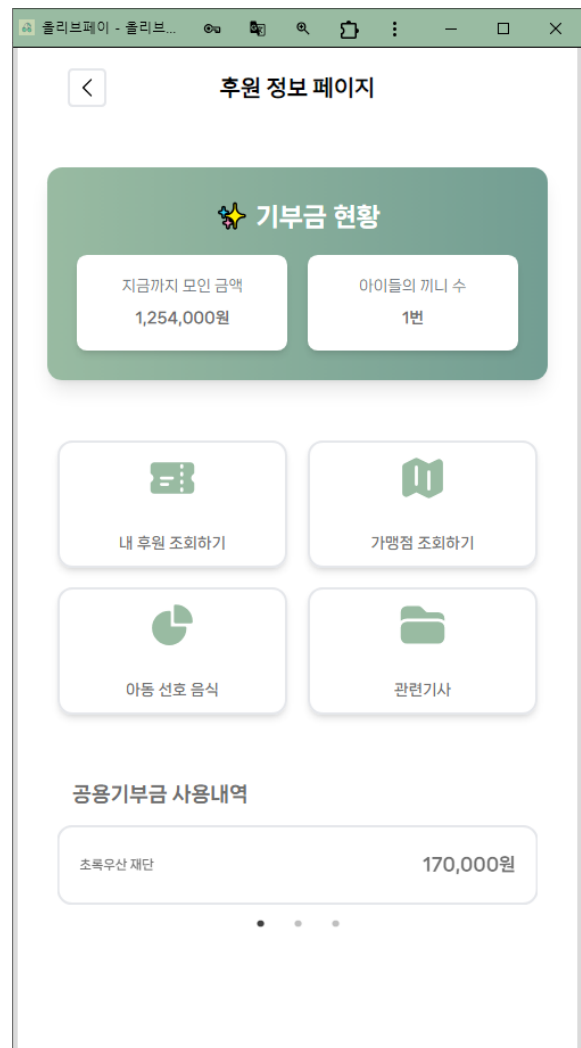 올리브페이 - 올리브...
후원 정보 페이지
기부금 현황
지금까지 모인 금액
1,254,000원
아이들의 끼니 수
1번
내 후원 조회하기
가맹점 조회하기
아동 선호 음식
관련기사
공용기부금 사용내역
초록우산 재단
170,000원